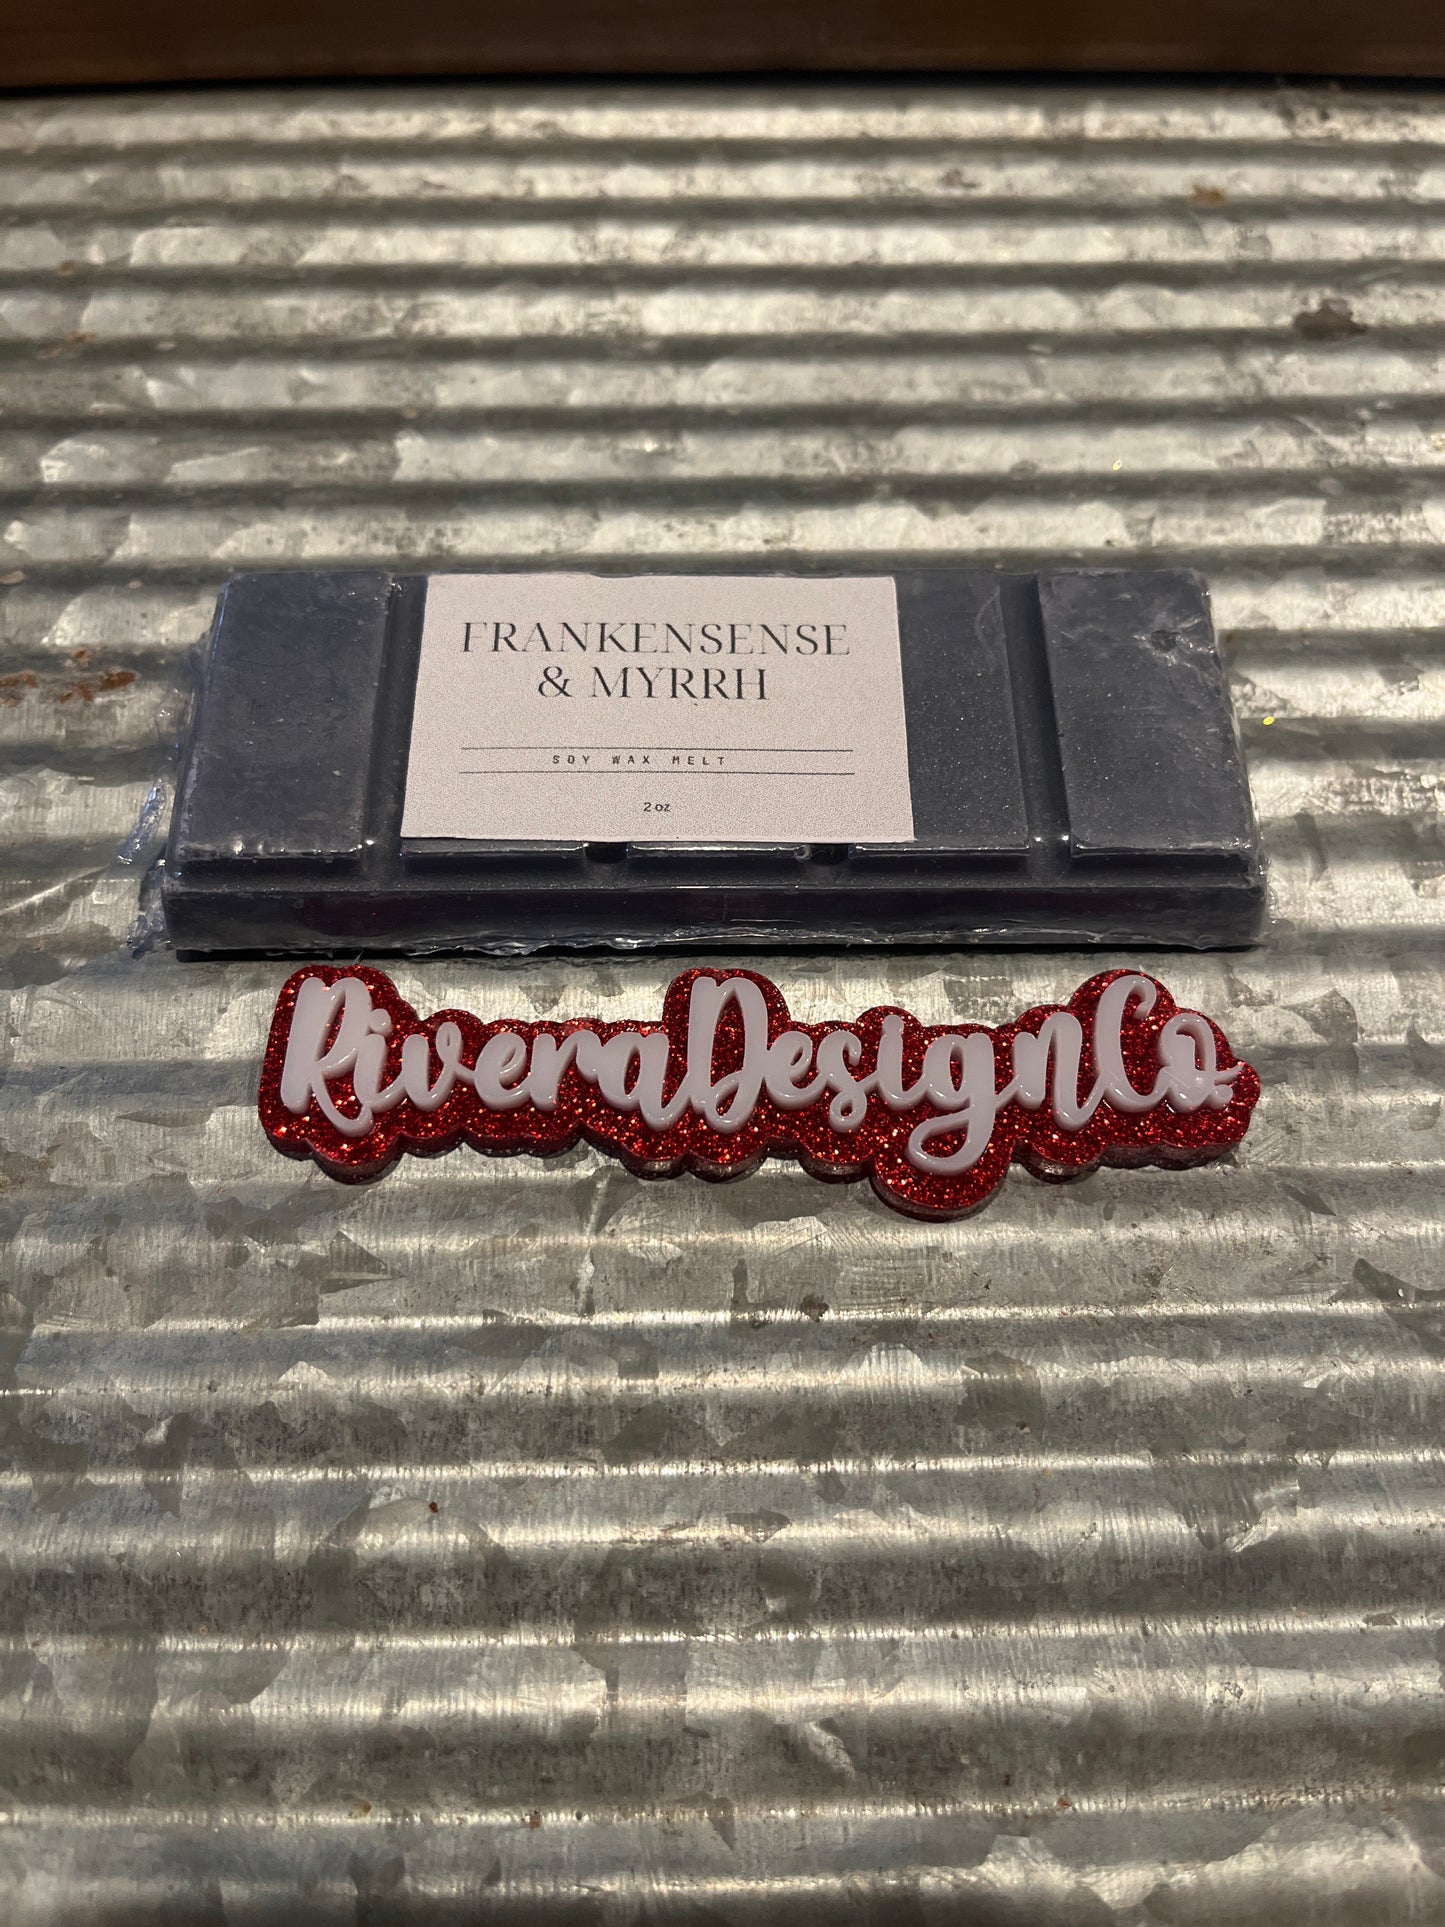 FRANKENSENSE
& MYRRH
SOY WAX MELT
2 oz
RiveraDesignCo